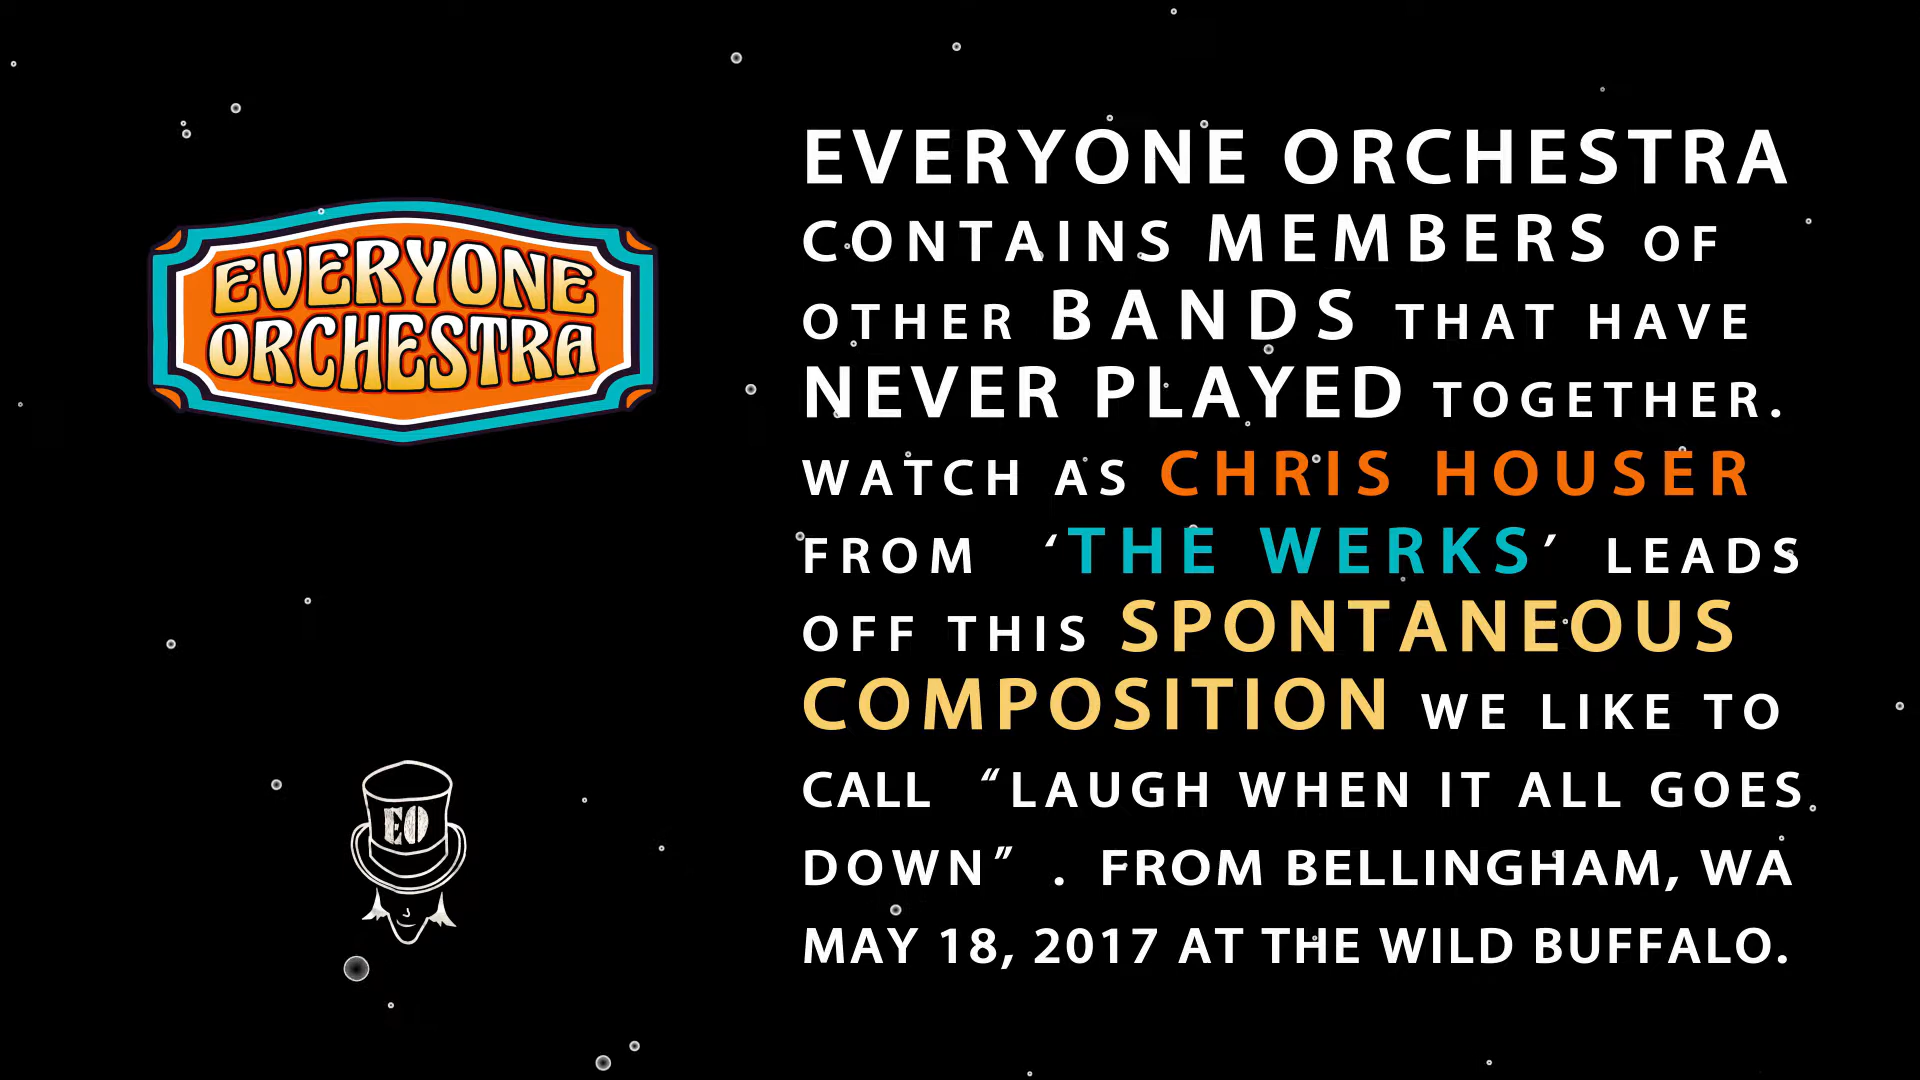 EVERYONE
ORCHESTRA
EO
EVERYONE ORCHESTRA
CONTAINS MEMBERS OF
OTHER BANDS THAT HAVE
NEVER PLAYED TOGETHER.
WATCH AS CHRIS HOUSER
FROM ‘THE WERKS’ LEADS
OFF THIS SPONTANEOUS
COMPOSITION WE LIKE TO
CALL “LAUGH WHEN IT ALL GOES
DOWN” . FROM BELLINGHAM, WA
MAY 18, 2017 AT THE WILD BUFFALO.